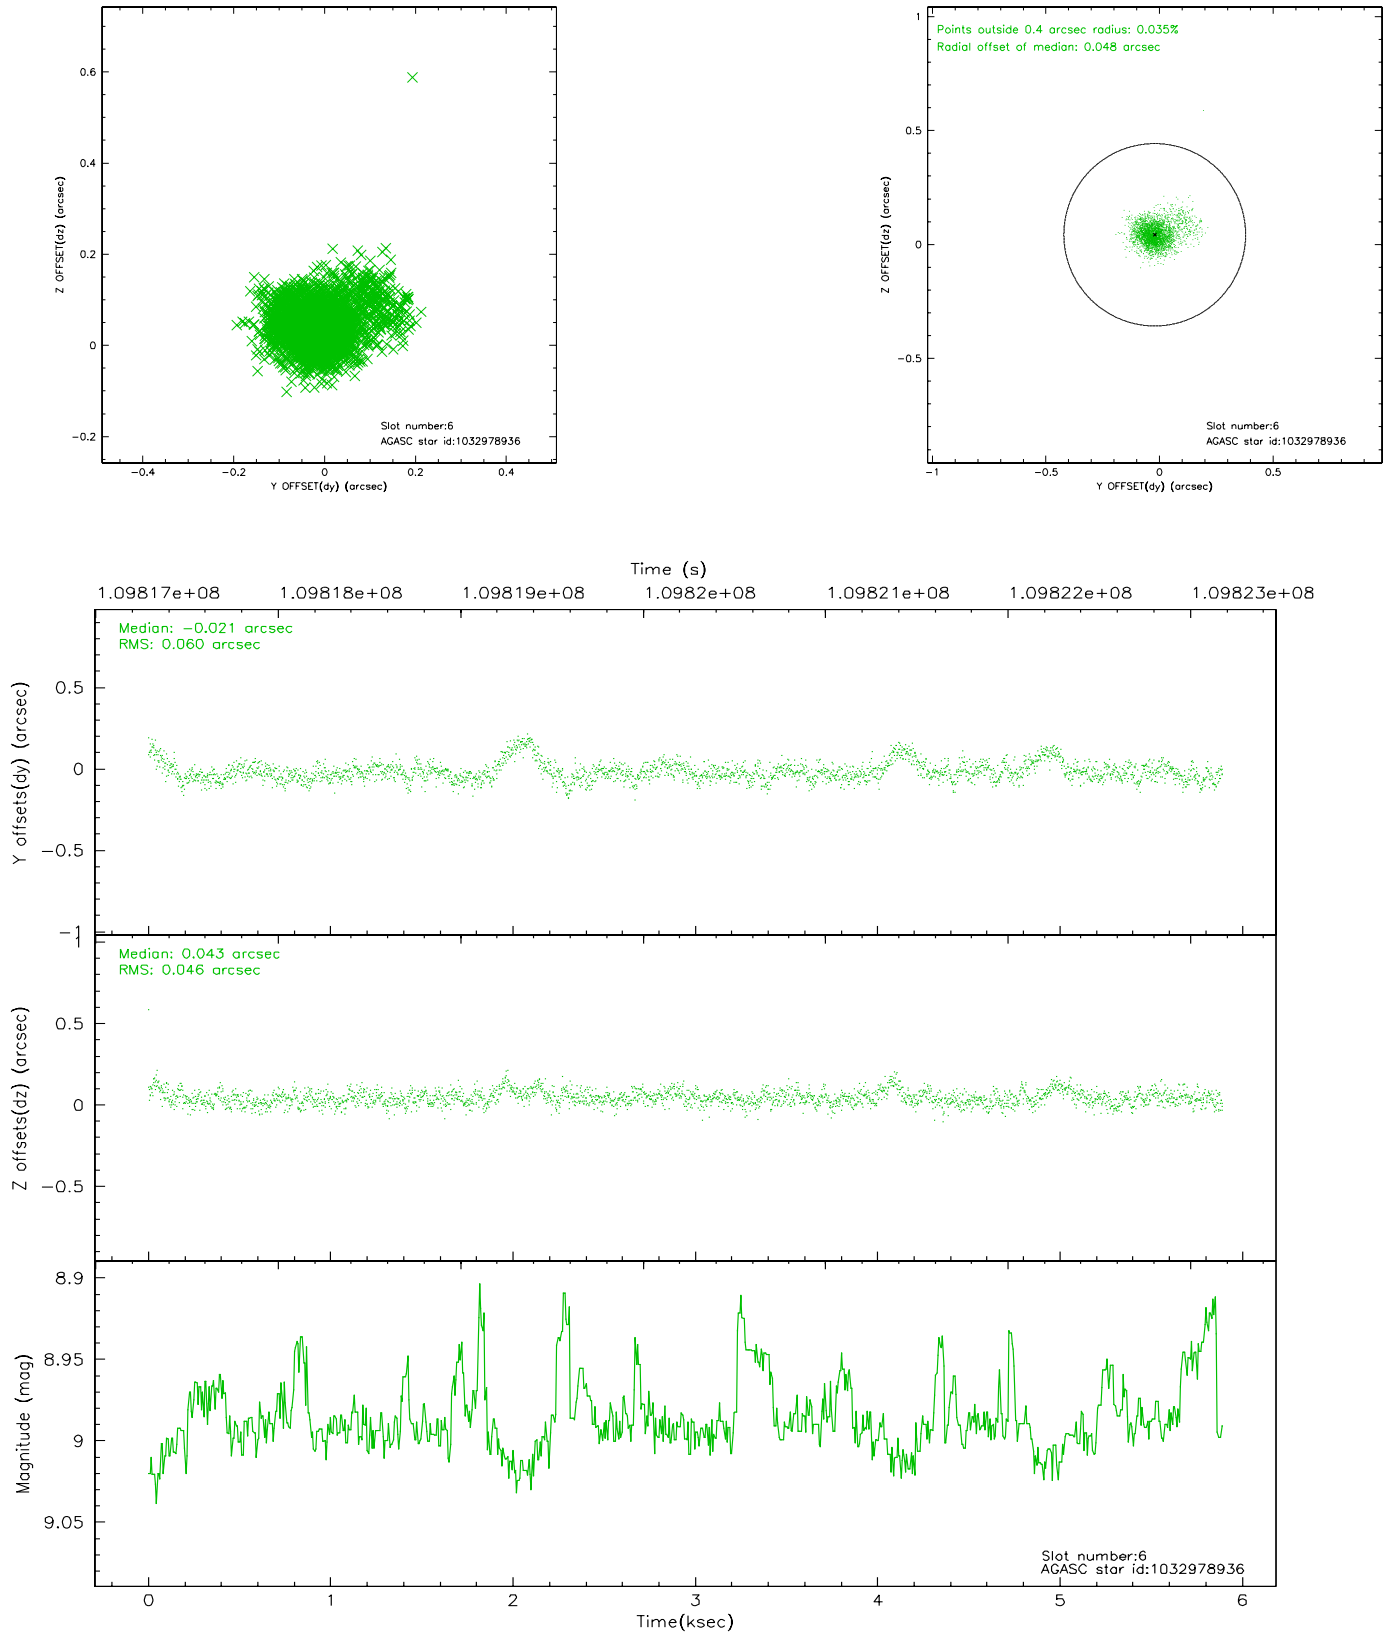 0.6
0.4
0.2
0
-0.2
-0.4
-0.2
0
0.2
0.4
Z OFFSET(dz) (arcsec)
Y OFFSET(dy) (arcsec)
Slot number:6
AGASC star id:1032978936
Points outside 0.4 arcsec radius: 0.035%
Radial offset of median: 0.048 arcsec
1
0.5
0
-0.5
-1
-0.5
0
0.5
Z OFFSET(dz) (arcsec)
Y OFFSET(dy) (arcsec)
Slot number:6
AGASC star id:1032978936
Time (s)
1.09817e+08 1.09818e+08 1.09819e+08 1.0982e+08 1.09821e+08 1.09822e+08 1.09823e+08
Median: -0.021 arcsec
RMS: 0.060 arcsec
0.5
0
-0.5
-1
Y offsets(dy) (arcsec)
Median: 0.043 arcsec
RMS: 0.046 arcsec
1
0.5
0
-0.5
Z offsets(dz) (arcsec)
8.9
8.95
9
9.05
Magnitude (mag)
Slot number:6
AGASC star id:1032978936
0 1 2 3 4 5 6
Time(ksec)